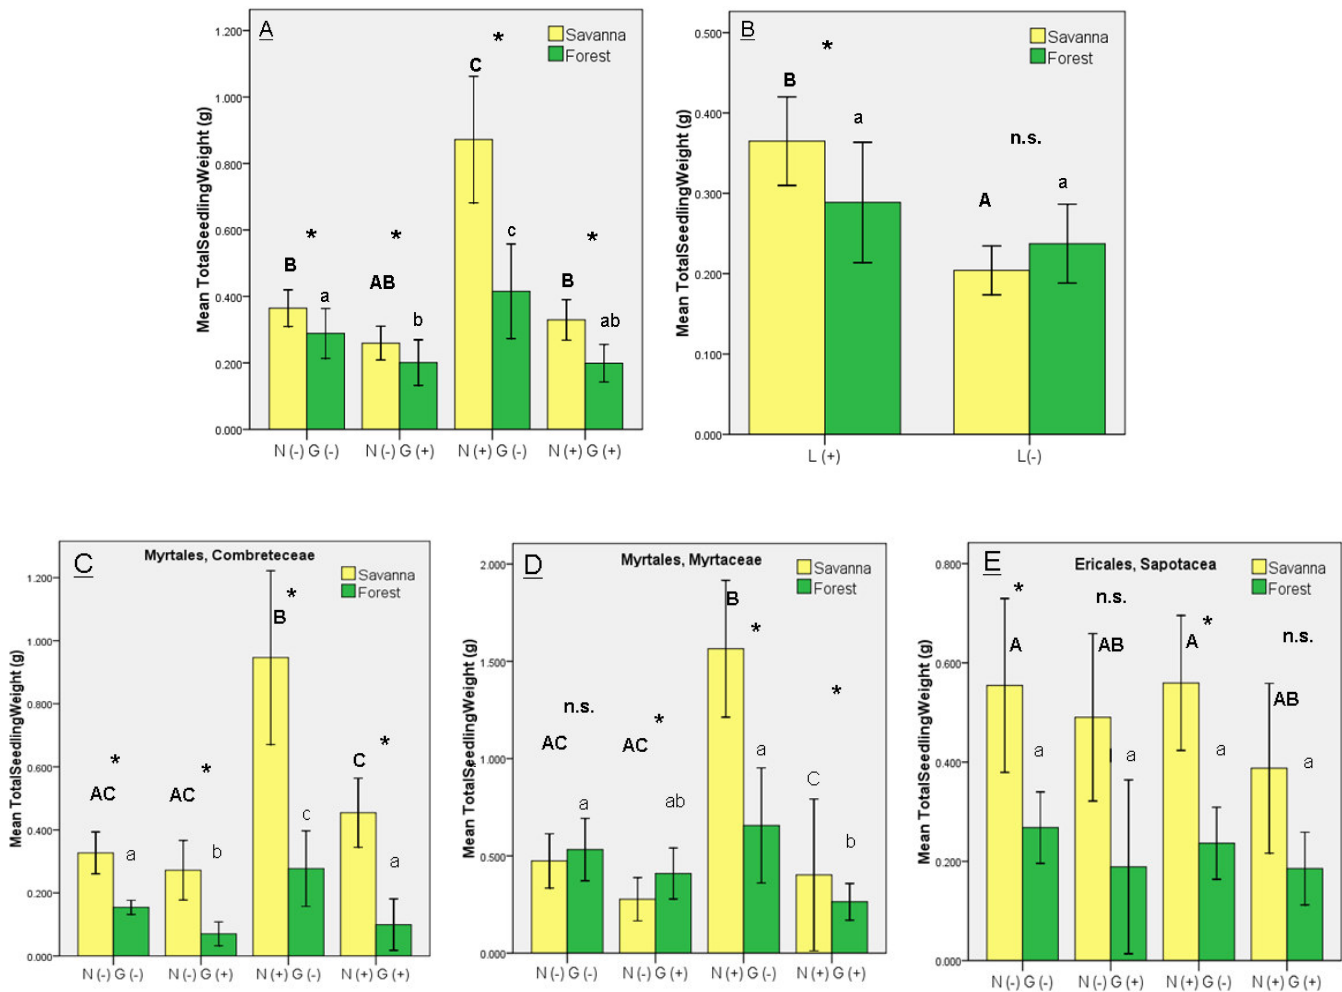 A
Savanna
Forest
Mean TotalSeedlingWeight (g)
1.200
1.000
0.800
0.600
0.400
0.200
0.000
B
a
*
AB
b
*
C
c
*
B
ab
*
N (-) G (-)
N (-) G (+)
N (+) G (-)
N (+) G (+)
B
Savanna
Forest
Mean TotalSeedlingWeight (g)
0.500
0.400
0.300
0.200
0.100
0.000
B
*
a
n.s.
A
a
L (+)
L(-)
C
Myrtales, Combreteceae
Savanna
Forest
Mean TotalSeedlingWeight (g)
1.200
1.000
0.800
0.600
0.400
0.200
0.000
AC
*
a
AC
*
b
B
*
c
C
*
a
N (-) G (-)
N (-) G (+)
N (+) G (-)
N (+) G (+)
D
Myrtales, Myrtaceae
Savanna
Forest
Mean TotalSeedlingWeight (g)
2.000
1.500
1.000
0.500
0.000
n.s.
AC
a
*
AC
ab
B
*
a
*
C
b
N (-) G (-)
N (-) G (+)
N (+) G (-)
N (+) G (+)
E
Ericales, Sapotacea
Savanna
Forest
Mean TotalSeedlingWeight (g)
0.800
0.600
0.400
0.200
0.000
*
A
a
n.s.
AB
a
*
A
a
n.s.
AB
a
N (-) G (-)
N (-) G (+)
N (+) G (-)
N (+) G (+)